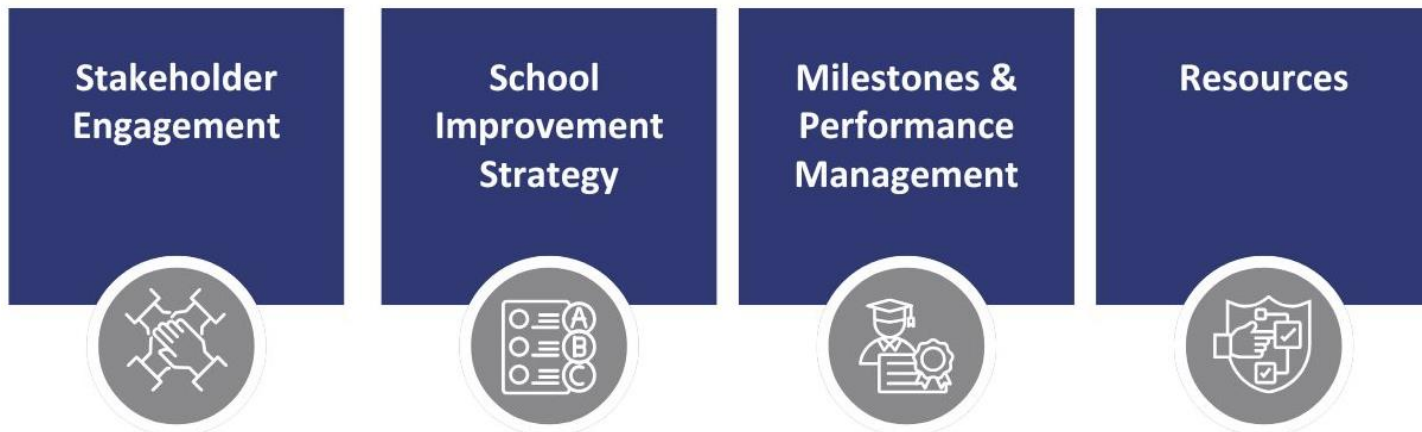 Stakeholder
Engagement
School
Improvement
Strategy
Milestones &
Performance
Management
Resources
A
B
C